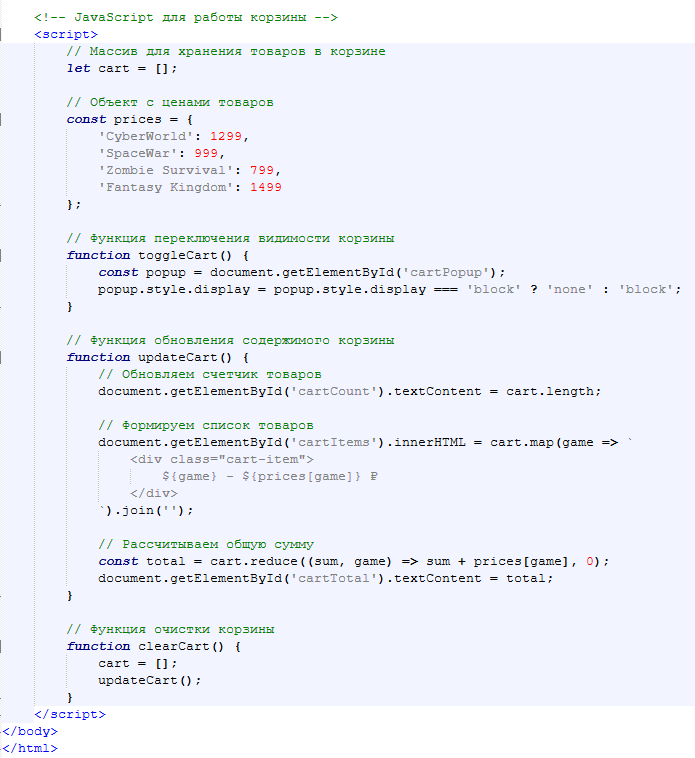 <!-- JavaScript для работы корзины -->
<script>
// Массив для хранения товаров в корзине
let cart = [];
// Объект с ценами товаров
const prices = {
'CyberWorld': 1299,
'SpaceWar': 999,
'Zombie Survival': 799,
'Fantasy Kingdom': 1499
};
// Функция переключения видимости корзины
function toggleCart() {
const popup = document.getElementById('cartPopup');
popup.style.display = popup.style.display === 'block' ? 'none' : 'block';
}
// Функция обновления содержимого корзины
function updateCart() {
// Обновляем счетчик товаров
document.getElementById('cartCount').textContent = cart.length;
// Формируем список товаров
document.getElementById('cartItems').innerHTML = cart.map(game => `
<div class="cart-item">
${game} - ${prices[game]} ₽
</div>
`).join('');
// Рассчитываем общую сумму
const total = cart.reduce((sum, game) => sum + prices[game], 0);
document.getElementById('cartTotal').textContent = total;
}
// Функция очистки корзины
function clearCart() {
cart = [];
updateCart();
}
</script>
</body>
</html>